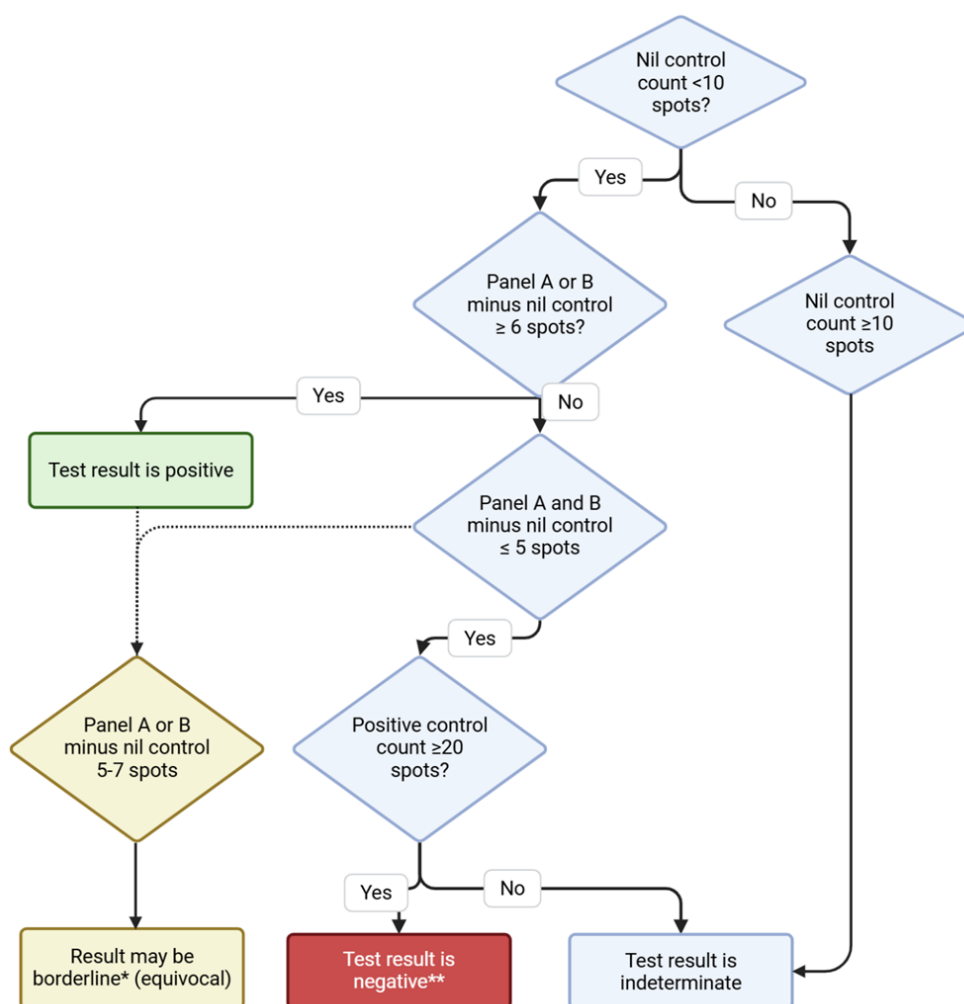 Nil control
count <10
spots?
Yes
No
Panel A or B
minus nil control
≥ 6 spots?
Nil control
count ≥10
spots
Yes
No
Test result is positive
Panel A and B
minus nil control
≤ 5 spots
Yes
Panel A or B
minus nil control
5-7 spots
Positive control
count ≥20
spots?
Yes
No
Result may be
borderline* (equivocal)
Test result is
negative**
Test result is
indeterminate